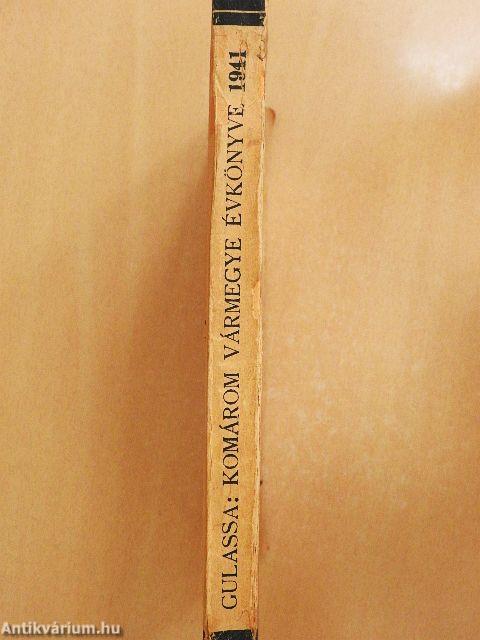 GULASSA: KOMÁROM VÁRMEGYE ÉVKÖNYVE 1941
Antikvárium.hu